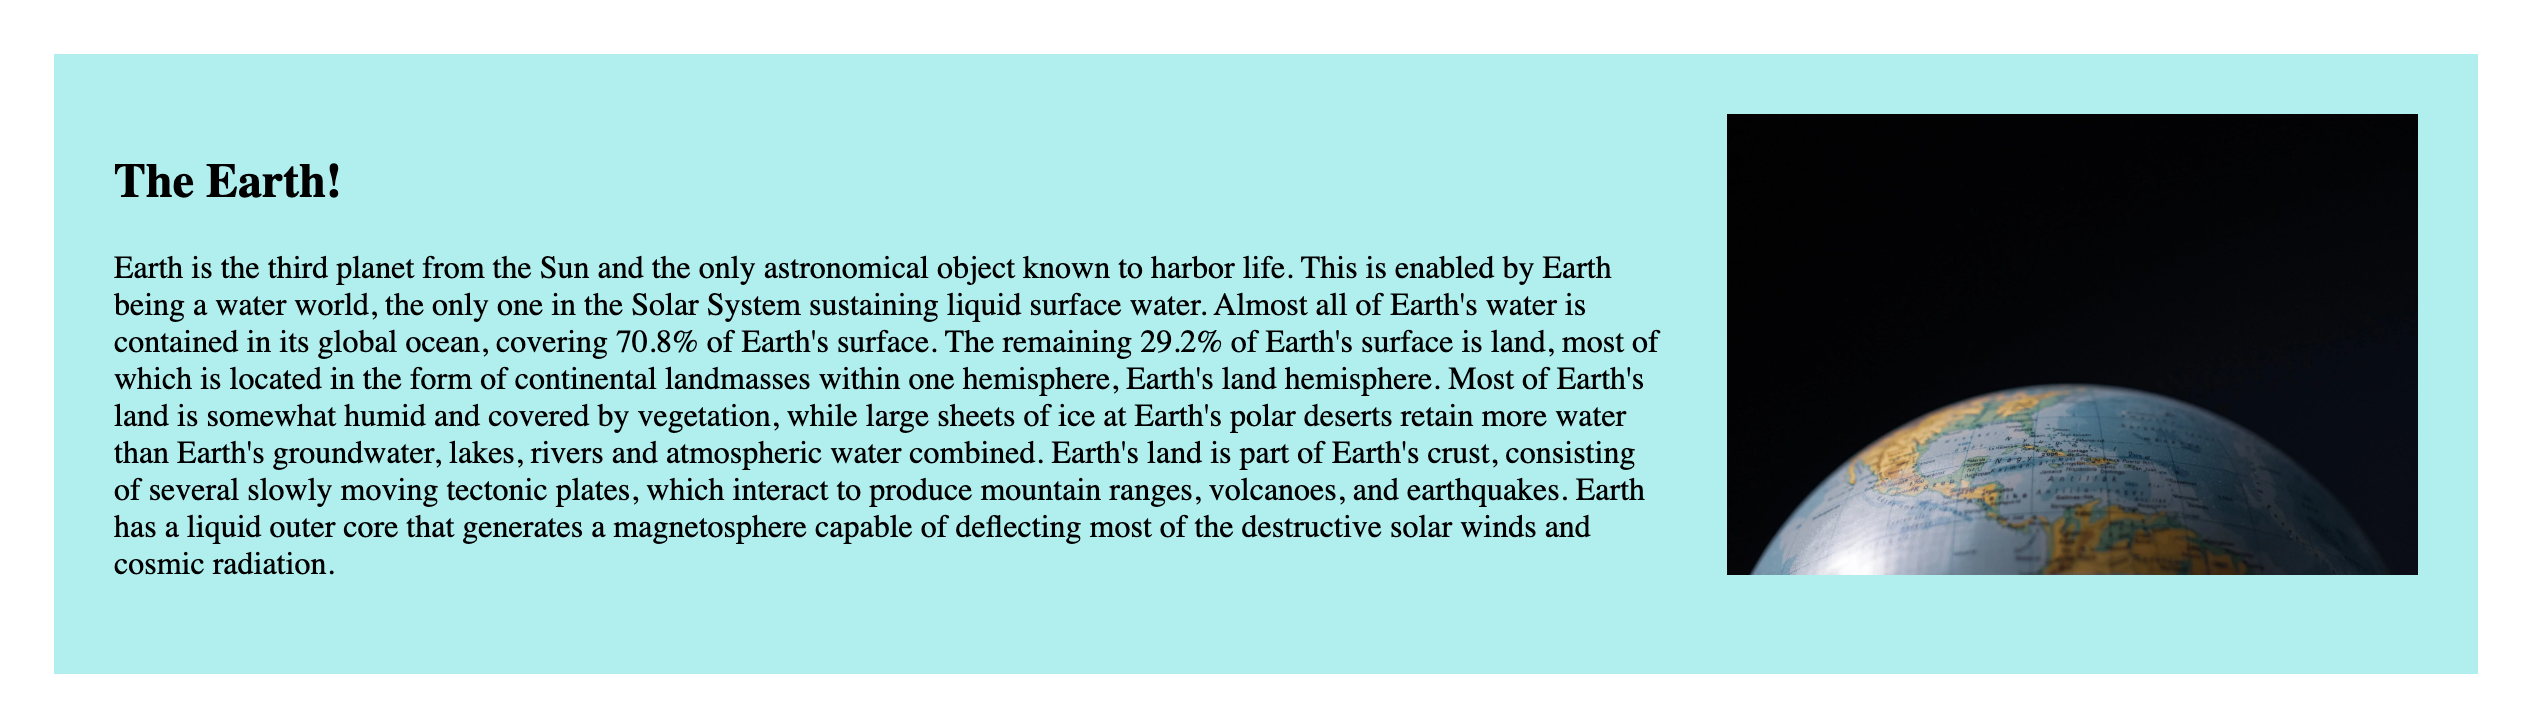 The Earth!
Earth is the third planet from the Sun and the only astronomical object known to harbor life. This is enabled by Earth
being a water world, the only one in the Solar System sustaining liquid surface water. Almost all of Earth's water is
contained in its global ocean, covering 70.8% of Earth's surface. The remaining 29.2% of Earth's surface is land, most of
which is located in the form of continental landmasses within one hemisphere, Earth's land hemisphere. Most of Earth's
land is somewhat humid and covered by vegetation, while large sheets of ice at Earth's polar deserts retain more water
than Earth's groundwater, lakes, rivers and atmospheric water combined. Earth's land is part of Earth's crust, consisting
of several slowly moving tectonic plates, which interact to produce mountain ranges, volcanoes, and earthquakes. Earth
has a liquid outer core that generates a magnetosphere capable of deflecting most of the destructive solar winds and
cosmic radiation.